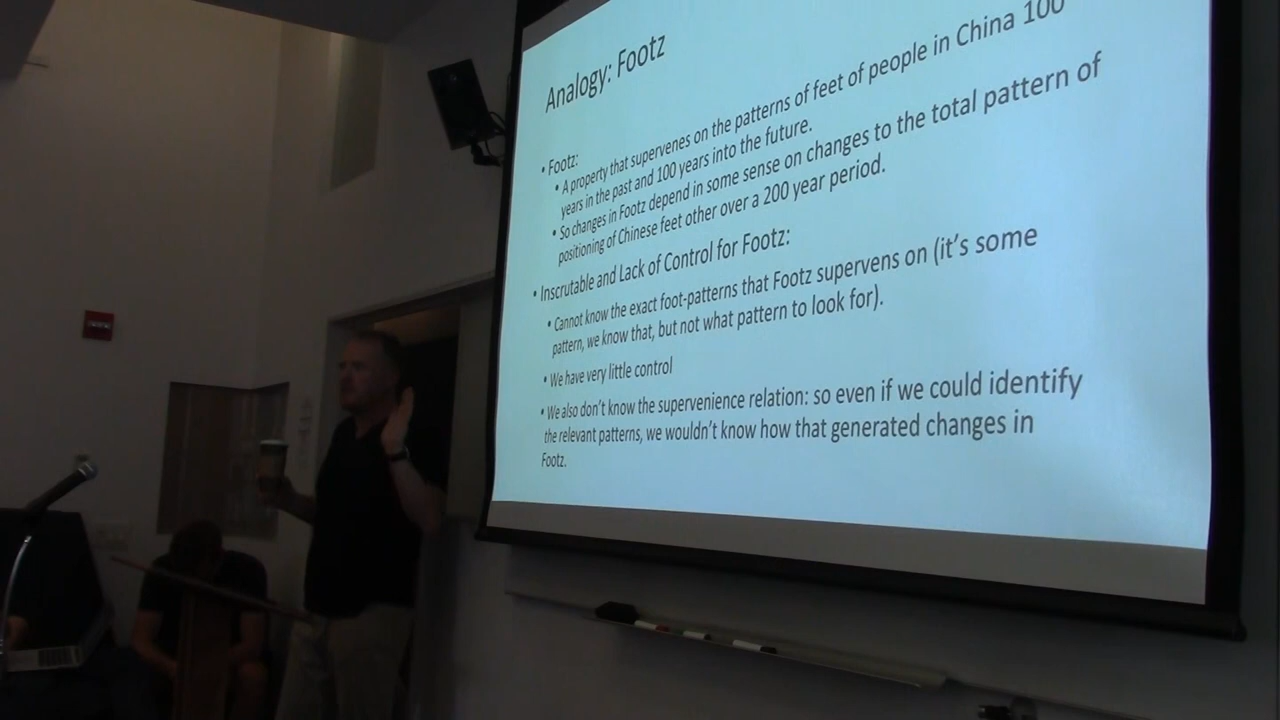 Analogy: Footz
• Footz:
• A property that supervenes on the patterns of feet of people in China 100
years in the past and 100 years into the future.
• So changes in Footz depend in some sense on changes to the total pattern of
positioning of Chinese feet other over a 200 year period.
• Inscrutable and Lack of Control for Footz:
• Cannot know the exact foot-patterns that Footz supervens on (it's some
pattern, we know that, but not what pattern to look for).
• We have very little control
• We also don't know the supervenience relation: so even if we could identify
the relevant patterns, we wouldn't know how that generated changes in
Footz.